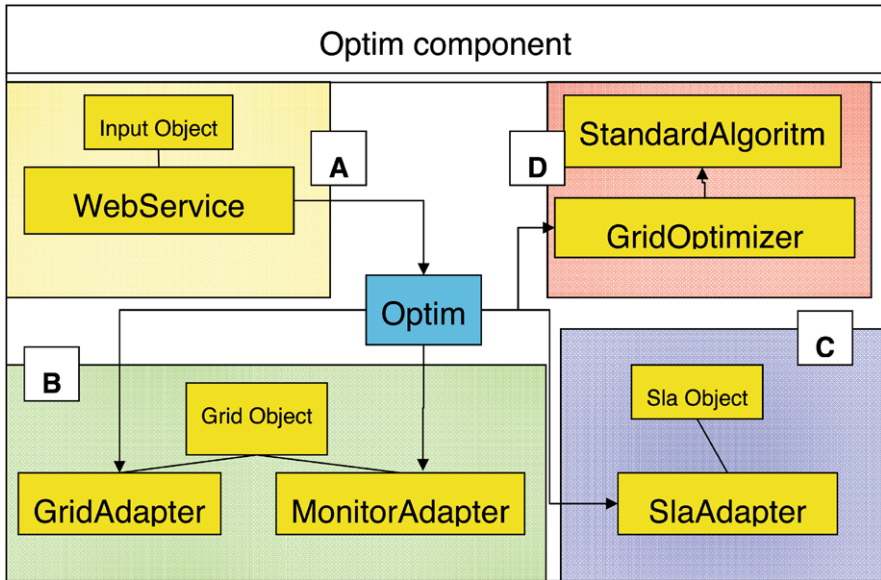 Optim component
Input Object
A
WebService
StandardAlgoritm
D
GridOptimizer
Optim
B
Grid Object
GridAdapter
MonitorAdapter
C
Sla Object
SlaAdapter